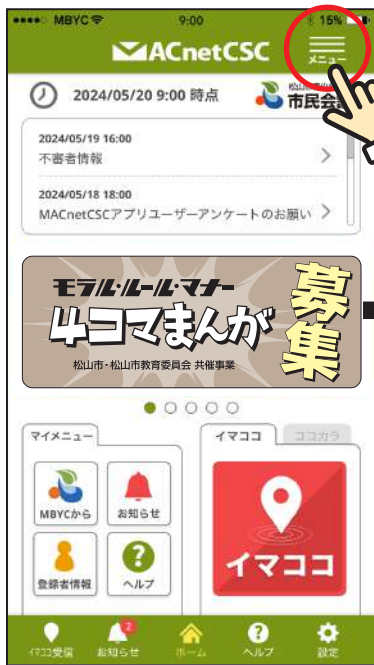 MBYC 9:00 15%
MACnetCSC
メニュー
2024/05/20 9:00 時点
市民会
2024/05/19 16:00
不審者情報
2024/05/18 18:00
MACnetCSCアプリユーザーアンケートのお願い
モラル・ルール・マナー
4コマまんが
募集
松山市・松山市教育委員会 共催事業
マイメニュー
イマココ ココカラ
MBYCから お知らせ
登録者情報 ヘルプ
イマココ
2
イマココ受信 お知らせ ホーム ヘルプ 設定